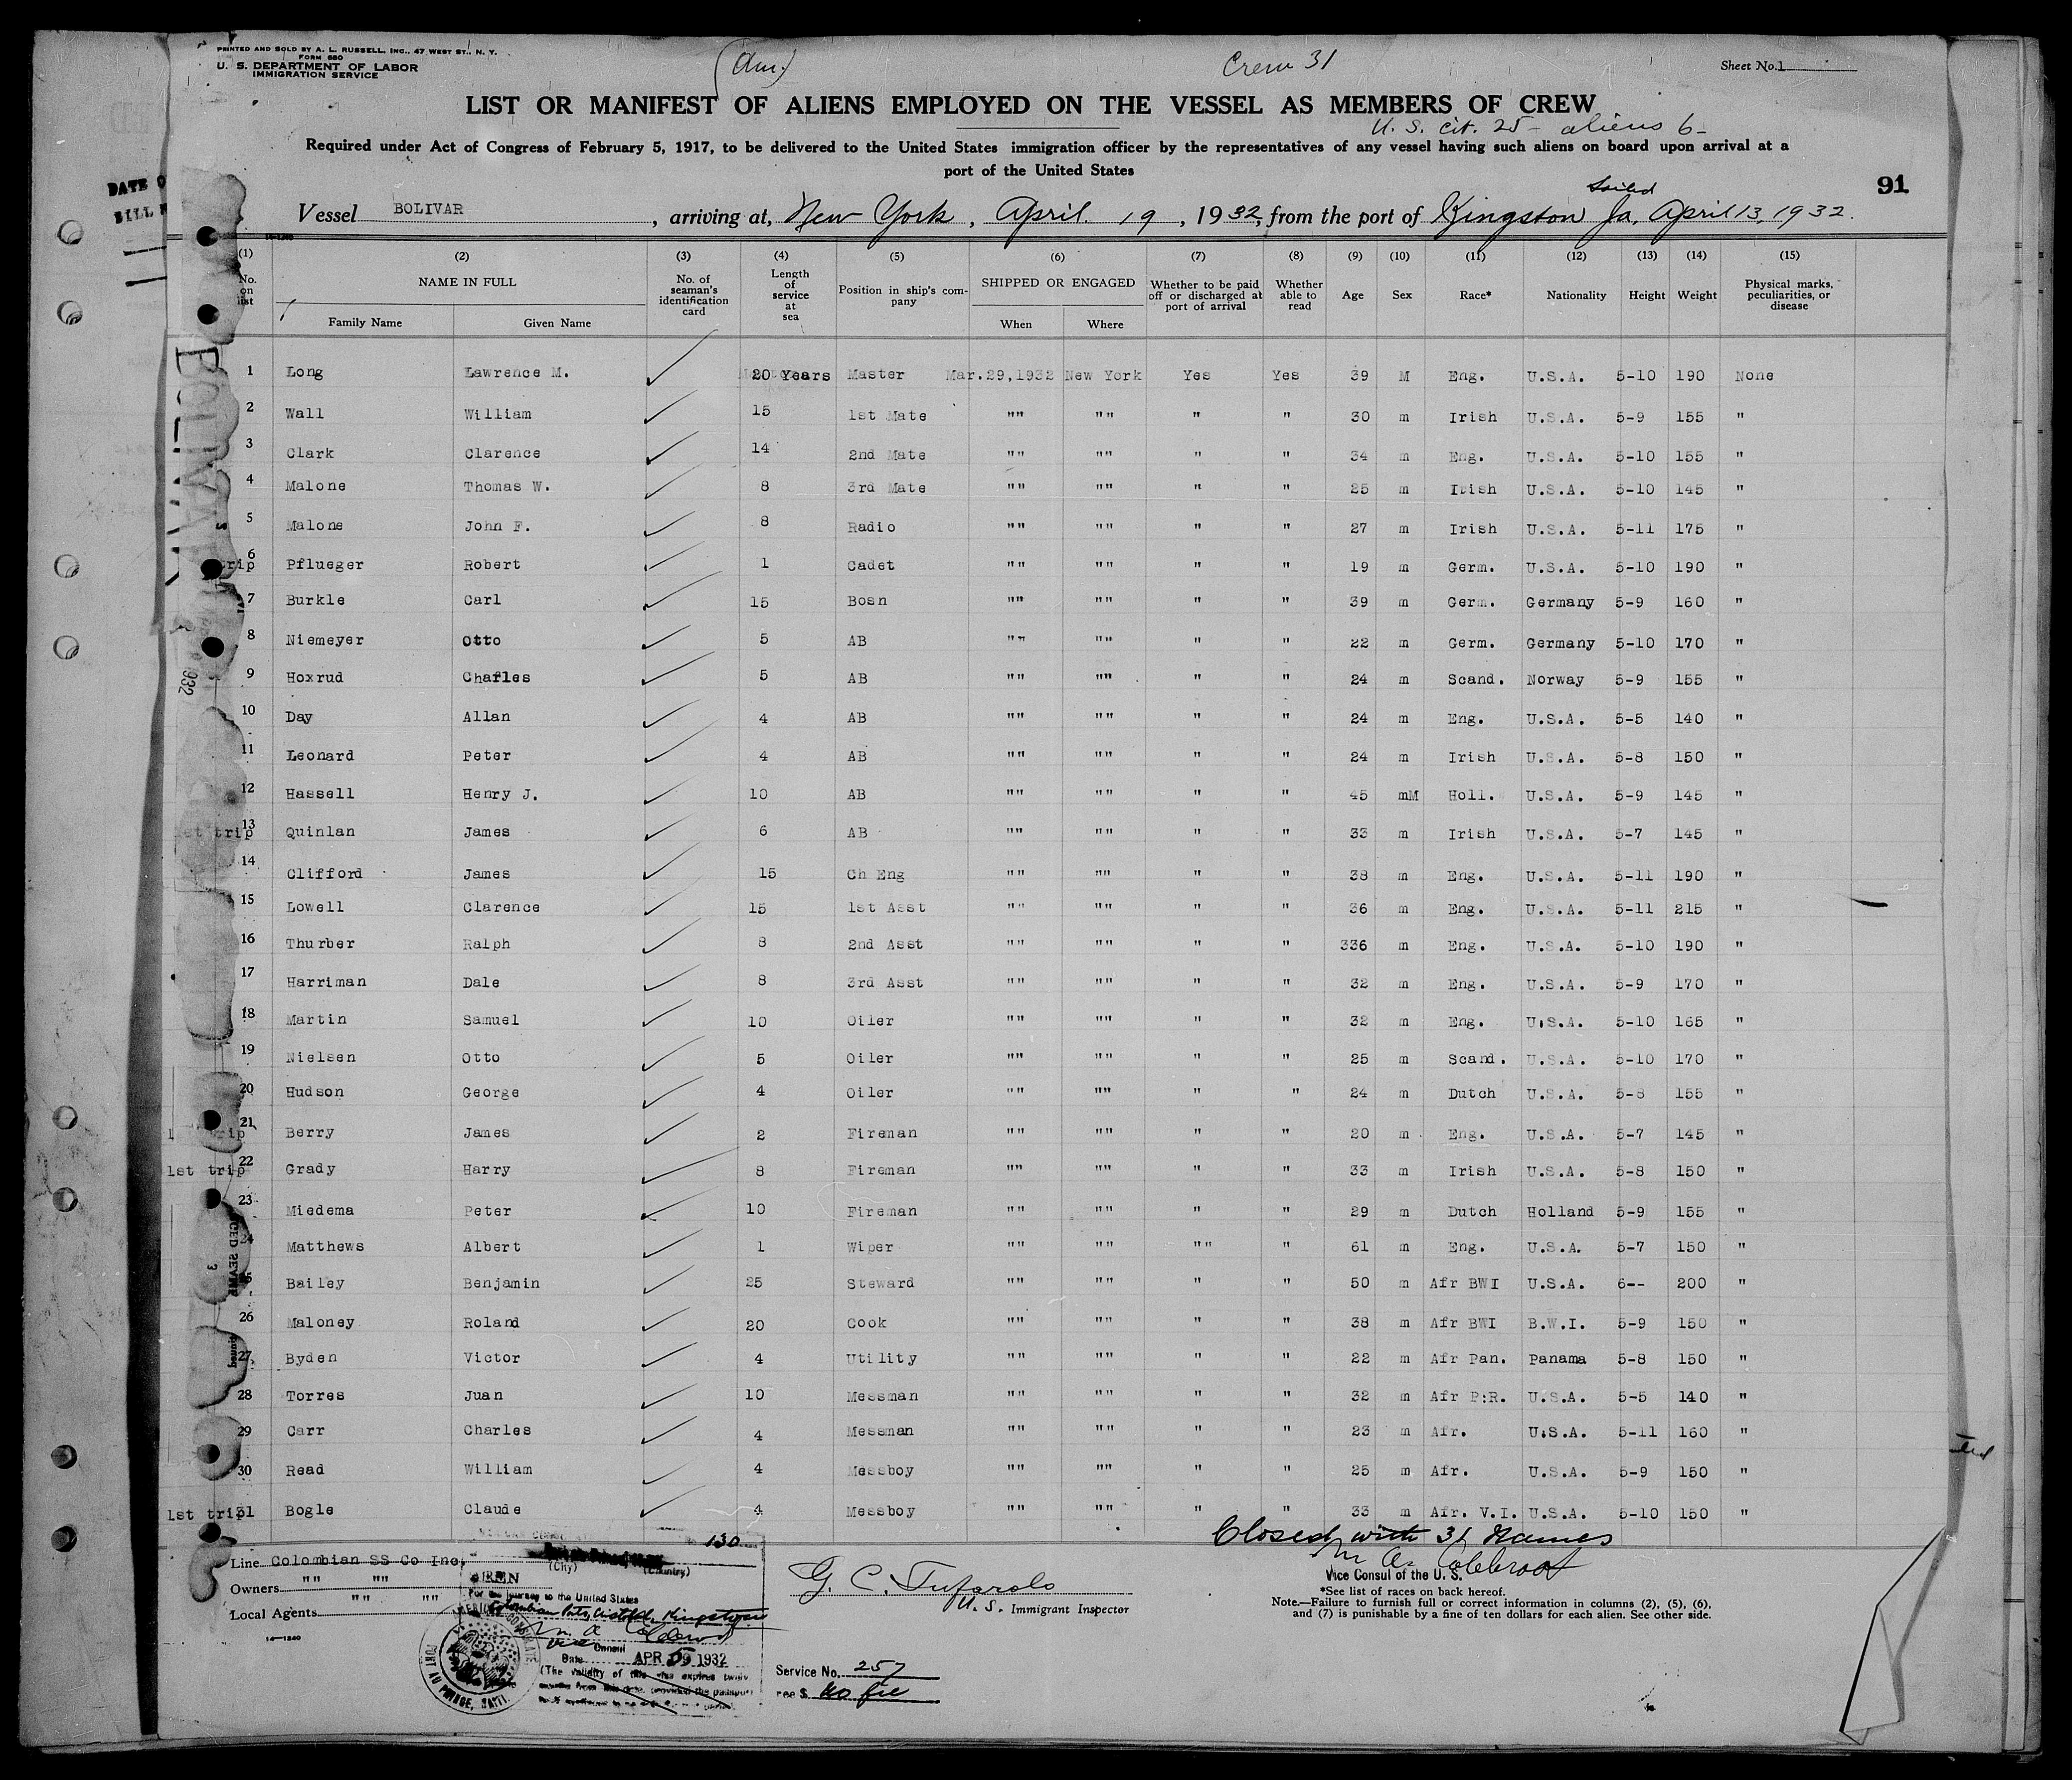 PRINTED AND SOLD BY A. L. RUSSELL, INC., 47 WEST ST., N. Y.
FORM 680
U. S. DEPARTMENT OF LABOR
IMMIGRATION SERVICE
(Am.)
Crew 31
Sheet No. 1
LIST OR MANIFEST OF ALIENS EMPLOYED ON THE VESSEL AS MEMBERS OF CREW
U. S. cit. 25 - aliens 6 -
Required under Act of Congress of February 5, 1917, to be delivered to the United States immigration officer by the representatives of any vessel having such aliens on board upon arrival at a
port of the United States
91
Sailed
Vessel BOLIVAR, arriving at, New York, April 19, 1932, from the port of Kingston Ja, April 13, 1932.
(1) (2) (3) (4) (5) (6) (7) (8) (9) (10) (11) (12) (13) (14) (15)
No. on list NAME IN FULL Family Name Given Name No. of seaman's identification card Length of service at sea Position in ship's company SHIPPED OR ENGAGED When Where Whether to be paid off or discharged at port of arrival Whether able to read Age Sex Race* Nationality Height Weight Physical marks, peculiarities, or disease
1 Long Lawrence M. 20 Years Master Mar.29,1932 New York Yes Yes 39 M Eng. U.S.A. 5-10 190 None
2 Wall William 15 1st Mate "" "" " " 30 m Irish U.S.A. 5-9 155 "
3 Clark Clarence 14 2nd Mate "" "" " " 34 m Eng. U.S.A. 5-10 155 "
4 Malone Thomas W. 8 3rd Mate "" "" " " 25 m Irish U.S.A. 5-10 145 "
5 Malone John F. 8 Radio "" "" " " 27 m Irish U.S.A. 5-11 175 "
trip 6 Pflueger Robert 1 Cadet "" "" " " 19 m Germ. U.S.A. 5-10 190 "
7 Burkle Carl 15 Bosn "" "" " " 39 m Germ. Germany 5-9 160 "
8 Niemeyer Otto 5 AB "" "" " " 22 m Germ. Germany 5-10 170 "
9 Hoxrud Charles 5 AB "" "" " " 24 m Scand. Norway 5-9 155 "
10 Day Allan 4 AB "" "" " " 24 m Eng. U.S.A. 5-5 140 "
11 Leonard Peter 4 AB "" "" " " 24 m Irish U.S.A. 5-8 150 "
12 Hassell Henry J. 10 AB "" "" " " 45 mM Holl. U.S.A. 5-9 145 "
trip 13 Quinlan James 6 AB "" "" " " 33 m Irish U.S.A. 5-7 145 "
14 Clifford James 15 Ch Eng "" "" " " 38 m Eng. U.S.A. 5-11 190 "
15 Lowell Clarence 15 1st Asst "" "" " " 36 m Eng. U.S.A. 5-11 215 "
16 Thurber Ralph 8 2nd Asst "" "" " " 336 m Eng. U.S.A. 5-10 190 "
17 Harriman Dale 8 3rd Asst "" "" " " 32 m Eng. U.S.A. 5-9 170 "
18 Martin Samuel 10 Oiler "" "" " " 32 m Eng. U.S.A. 5-10 165 "
19 Nielsen Otto 5 Oiler "" "" " " 25 m Scand. U.S.A. 5-10 170 "
20 Hudson George 4 Oiler "" "" " " 24 m Dutch U.S.A. 5-8 155 "
21 Berry James 2 Fireman "" "" " " 20 m Eng. U.S.A. 5-7 145 "
1st trip 22 Grady Harry 8 Fireman "" "" " " 33 m Irish U.S.A. 5-8 150 "
23 Miedema Peter 10 Fireman "" "" " " 29 m Dutch Holland 5-9 155 "
24 Matthews Albert 1 Wiper "" "" "" " 61 m Eng. U.S.A. 5-7 150 "
Bailey Benjamin 25 Steward "" "" " " 50 m Afr BWI U.S.A. 6-- 200 "
26 Maloney Roland 20 Cook "" "" " " 38 m Afr BWI B.W.I. 5-9 150 "
27 Byden Victor 4 Utility "" "" " " 22 m Afr Pan. Panama 5-8 150 "
28 Torres Juan 10 Messman "" "" " " 32 m Afr P.R. U.S.A. 5-5 140 "
29 Carr Charles 4 Messman "" "" " " 23 m Afr. U.S.A. 5-11 160 "
30 Read William 4 Messboy "" "" " " 25 m Afr. U.S.A. 5-9 150 "
1st trip 31 Bogle Claude 4 Messboy "" "" " " 33 m Afr. V.I. U.S.A. 5-10 150 "
Closed with 31 Names
Vice Consul of the U. S.
*See list of races on back hereof.
Note.—Failure to furnish full or correct information in columns (2), (5), (6),
and (7) is punishable by a fine of ten dollars for each alien. See other side.
Line Colombian SS Co Inc.
Owners "" ""
Local Agents "" ""
14—1240
130
(City) (Country)
For the journey to the United States
Consul
Date APR 9 1932
PORT AU PRINCE, HAITI.
G. C. Tufarolo
U. S. Immigrant Inspector
Service No. 257
Fee $ No fee
BOLIVAR